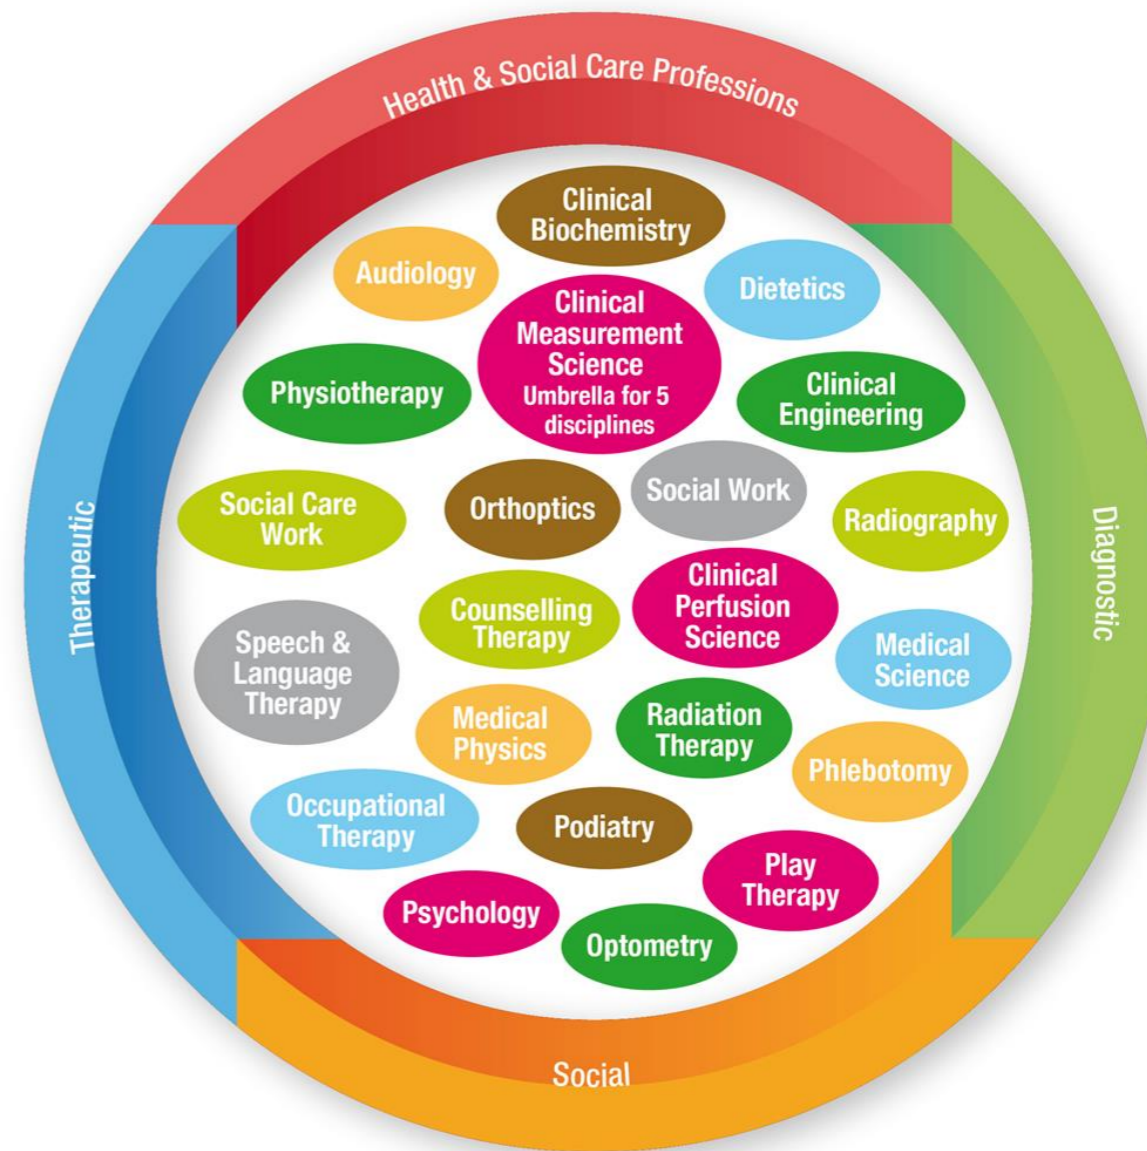 Health & Social Care Professions
Clinical
Biochemistry
Audiology
Dietetics
Clinical
Measurement
Science
Umbrella for 5
disciplines
Physiotherapy
Clinical
Engineering
Social Care
Work
Orthoptics
Social Work
Radiography
Therapeutic
Diagnostic
Counselling
Therapy
Clinical
Perfusion
Science
Speech &
Language
Therapy
Medical
Science
Medical
Physics
Radiation
Therapy
Phlebotomy
Occupational
Therapy
Podiatry
Play
Therapy
Psychology
Optometry
Social